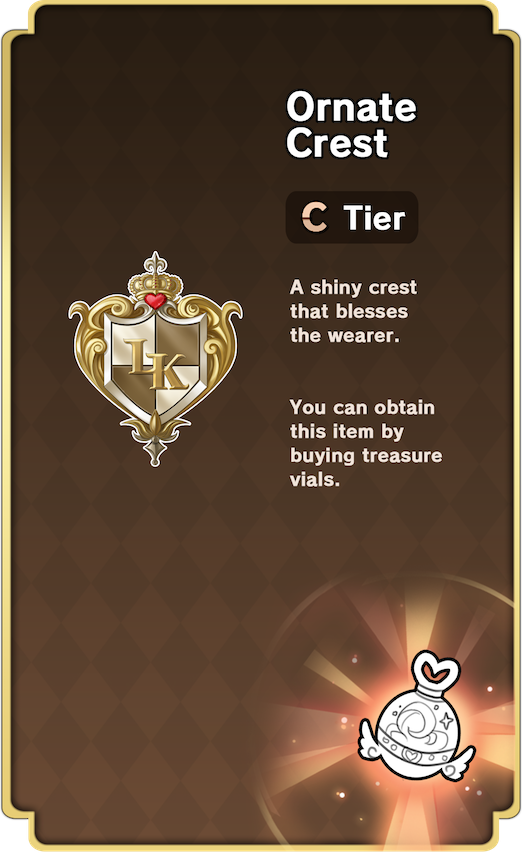 Ornate
Crest
C Tier
A shiny crest
that blesses
the wearer.
LK
You can obtain
this item by
buying treasure
vials.